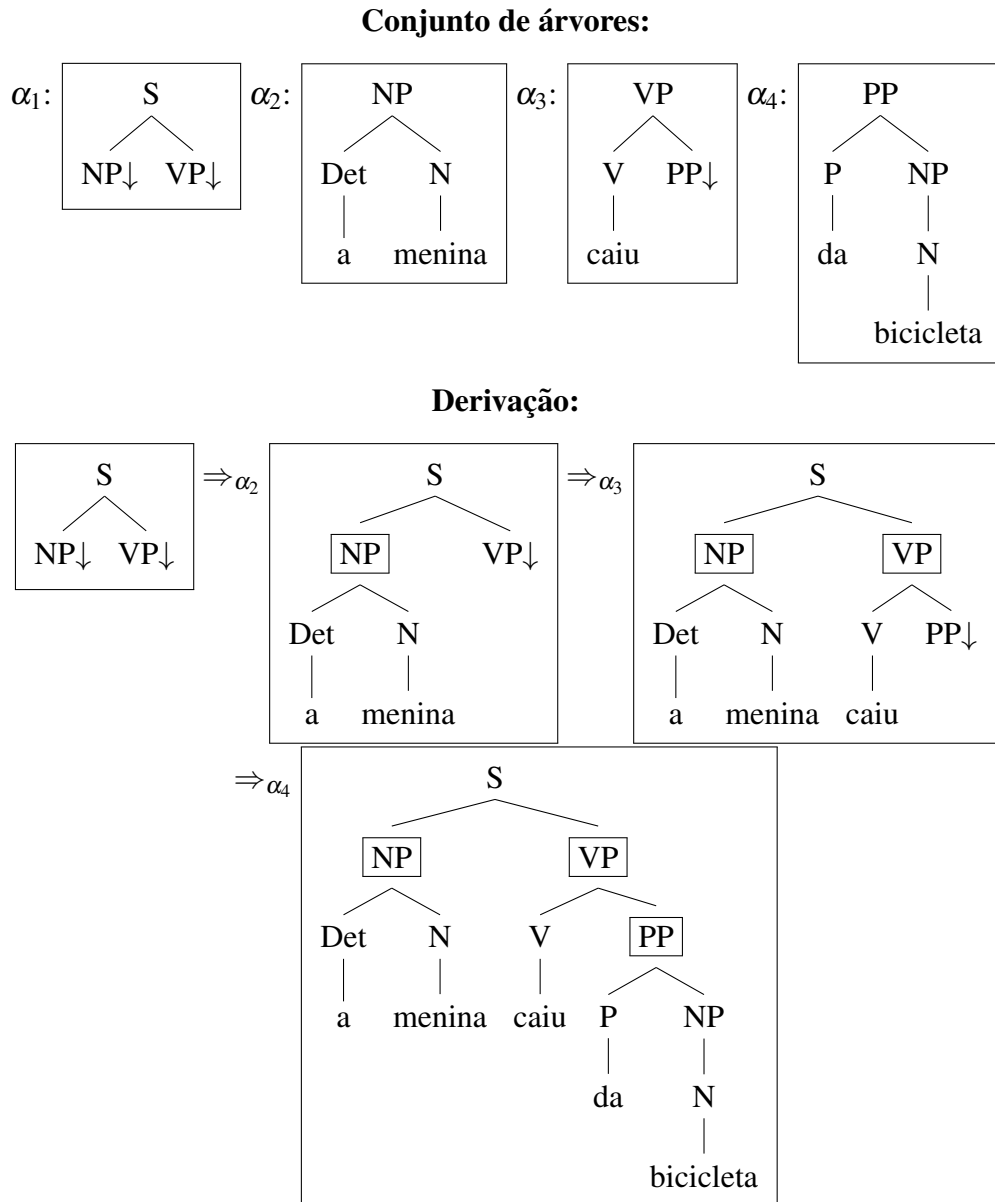 Conjunto de árvores:
α1: S α2: NP α3: VP α4: PP
NP↓ VP↓ Det N V PP↓ P NP
a menina caiu da N
bicicleta
Derivação:
S ⇒α2 S ⇒α3 S
NP↓ VP↓ NP VP↓ NP VP
Det N Det N V PP↓
a menina a menina caiu
⇒α4 S
NP VP
Det N V PP
a menina caiu P NP
da N
bicicleta